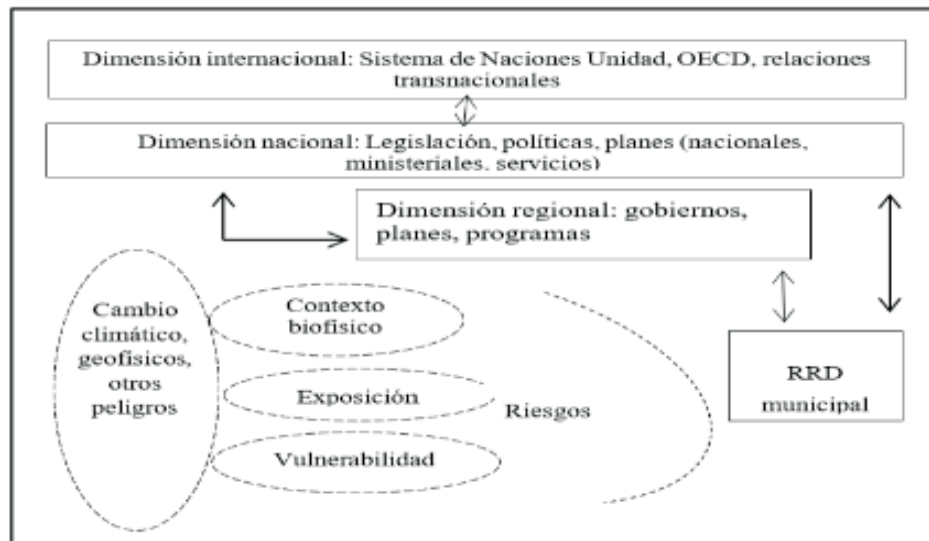 Dimensión internacional: Sistema de Naciones Unidad, OECD, relaciones
transnacionales
Dimensión nacional: Legislación, políticas, planes (nacionales,
ministeriales. servicios)
Dimensión regional: gobiernos,
planes, programas
Cambio
climático,
geofísicos,
otros
peligros
Contexto
biofísico
Exposición
Vulnerabilidad
Riesgos
RRD
municipal